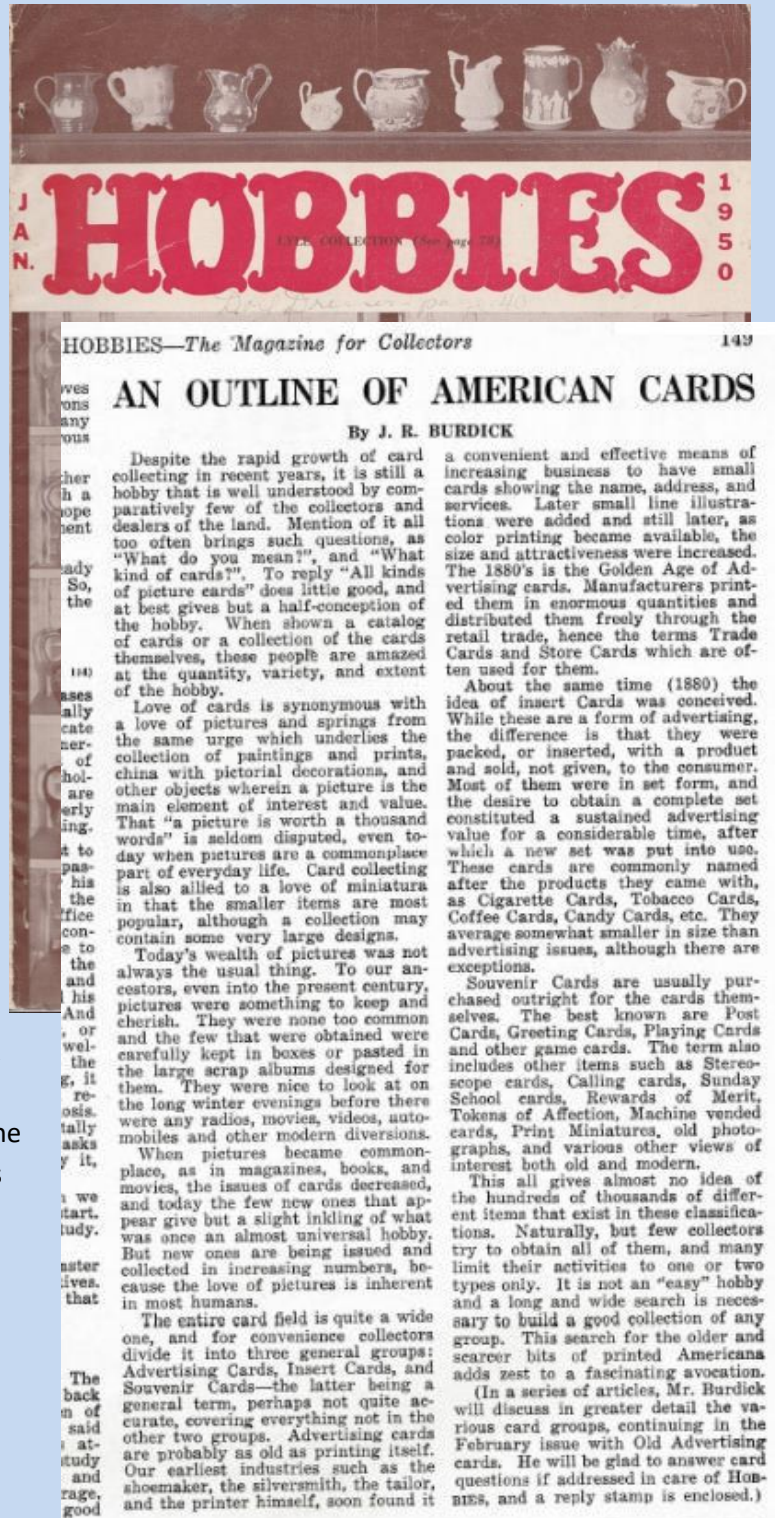 JAN.
HOBBIES
1950
LYLE COLLECTION (See page 78)
HOBBIES—The Magazine for Collectors
149
AN OUTLINE OF AMERICAN CARDS
By J. R. BURDICK
Despite the rapid growth of card
collecting in recent years, it is still a
hobby that is well understood by com-
paratively few of the collectors and
dealers of the land. Mention of it all
too often brings such questions, as
"What do you mean?", and "What
kind of cards?". To reply "All kinds
of picture cards" does little good, and
at best gives but a half-conception of
the hobby. When shown a catalog
of cards or a collection of the cards
themselves, these people are amazed
at the quantity, variety, and extent
of the hobby.
Love of cards is synonymous with
a love of pictures and springs from
the same urge which underlies the
collection of paintings and prints,
china with pictorial decorations, and
other objects wherein a picture is the
main element of interest and value.
That "a picture is worth a thousand
words" is seldom disputed, even to-
day when pictures are a commonplace
part of everyday life. Card collecting
is also allied to a love of miniatura
in that the smaller items are most
popular, although a collection may
contain some very large designs.
Today's wealth of pictures was not
always the usual thing. To our an-
cestors, even into the present century,
pictures were something to keep and
cherish. They were none too common
and the few that were obtained were
carefully kept in boxes or pasted in
the large scrap albums designed for
them. They were nice to look at on
the long winter evenings before there
were any radios, movies, videos, auto-
mobiles and other modern diversions.
When pictures became common-
place, as in magazines, books, and
movies, the issues of cards decreased,
and today the few new ones that ap-
pear give but a slight inkling of what
was once an almost universal hobby.
But new ones are being issued and
collected in increasing numbers, be-
cause the love of pictures is inherent
in most humans.
The entire card field is quite a wide
one, and for convenience collectors
divide it into three general groups:
Advertising Cards, Insert Cards, and
Souvenir Cards—the latter being a
general term, perhaps not quite ac-
curate, covering everything not in the
other two groups. Advertising cards
are probably as old as printing itself.
Our earliest industries such as the
shoemaker, the silversmith, the tailor,
and the printer himself, soon found it
a convenient and effective means of
increasing business to have small
cards showing the name, address, and
services. Later small line illustra-
tions were added and still later, as
color printing became available, the
size and attractiveness were increased.
The 1880's is the Golden Age of Ad-
vertising cards. Manufacturers print-
ed them in enormous quantities and
distributed them freely through the
retail trade, hence the terms Trade
Cards and Store Cards which are of-
ten used for them.
About the same time (1880) the
idea of insert Cards was conceived.
While these are a form of advertising,
the difference is that they were
packed, or inserted, with a product
and sold, not given, to the consumer.
Most of them were in set form, and
the desire to obtain a complete set
constituted a sustained advertising
value for a considerable time, after
which a new set was put into use.
These cards are commonly named
after the products they came with,
as Cigarette Cards, Tobacco Cards,
Coffee Cards, Candy Cards, etc. They
average somewhat smaller in size than
advertising issues, although there are
exceptions.
Souvenir Cards are usually pur-
chased outright for the cards them-
selves. The best known are Post
Cards, Greeting Cards, Playing Cards
and other game cards. The term also
includes other items such as Stereo-
scope cards, Calling cards, Sunday
School cards, Rewards of Merit,
Tokens of Affection, Machine vended
cards, Print Miniatures, old photo-
graphs, and various other views of
interest both old and modern.
This all gives almost no idea of
the hundreds of thousands of differ-
ent items that exist in these classifica-
tions. Naturally, but few collectors
try to obtain all of them, and many
limit their activities to one or two
types only. It is not an "easy" hobby
and a long and wide search is neces-
sary to build a good collection of any
group. This search for the older and
scarcer bits of printed Americana
adds zest to a fascinating avocation.
(In a series of articles, Mr. Burdick
will discuss in greater detail the va-
rious card groups, continuing in the
February issue with Old Advertising
cards. He will be glad to answer card
questions if addressed in care of HOB-
BIES, and a reply stamp is enclosed.)